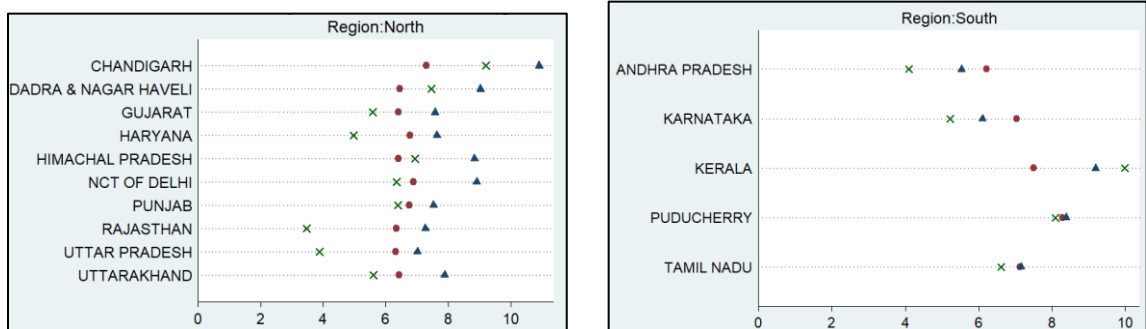 Region:North
CHANDIGARH
DADRA & NAGAR HAVELI
GUJARAT
HARYANA
HIMACHAL PRADESH
NCT OF DELHI
PUNJAB
RAJASTHAN
UTTAR PRADESH
UTTARAKHAND
0 2 4 6 8 10
Region:South
ANDHRA PRADESH
KARNATAKA
KERALA
PUDUCHERRY
TAMIL NADU
0 2 4 6 8 10